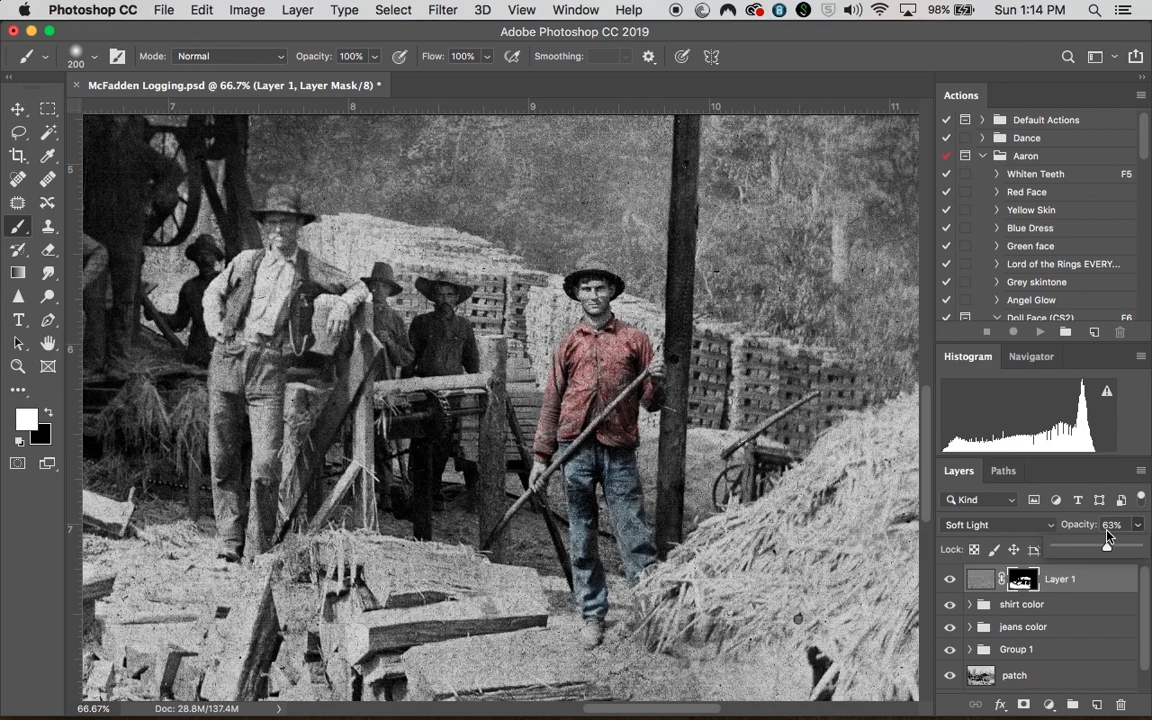 Photoshop CC File Edit Image Layer Type Select Filter 3D View Window Help 98% Sun 1:14 PM
Adobe Photoshop CC 2019
200 Mode: Normal Opacity: 100% Flow: 100% Smoothing:
× McFadden Logging.psd @ 66.7% (Layer 1, Layer Mask/8) *
7 8 9 10 11
5
6
7
Actions
Default Actions
Dance
Aaron
Whiten Teeth F5
Red Face
Yellow Skin
Blue Dress
Green face
Lord of the Rings EVERY...
Grey skintone
Angel Glow
Doll Face (CS2) F6
Histogram Navigator
Layers Paths
Kind
Soft Light Opacity: 63%
Lock:
Layer 1
shirt color
jeans color
Group 1
patch
fx
66.67% Doc: 28.8M/137.4M